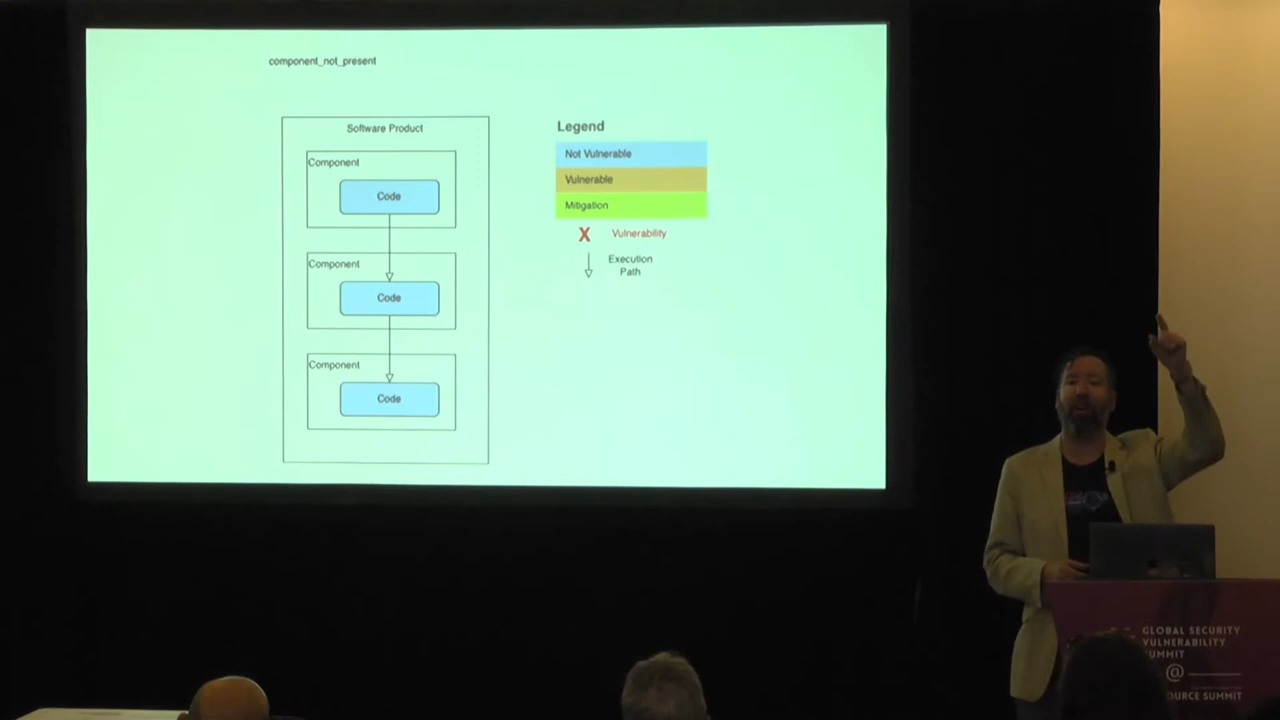 component_not_present
Software Product
Component
Code
Component
Code
Component
Code
Legend
Not Vulnerable
Vulnerable
Mitigation
X Vulnerability
Execution
Path
GLOBAL SECURITY
VULNERABILITY
UMMIT
@
OURCE SUMMIT